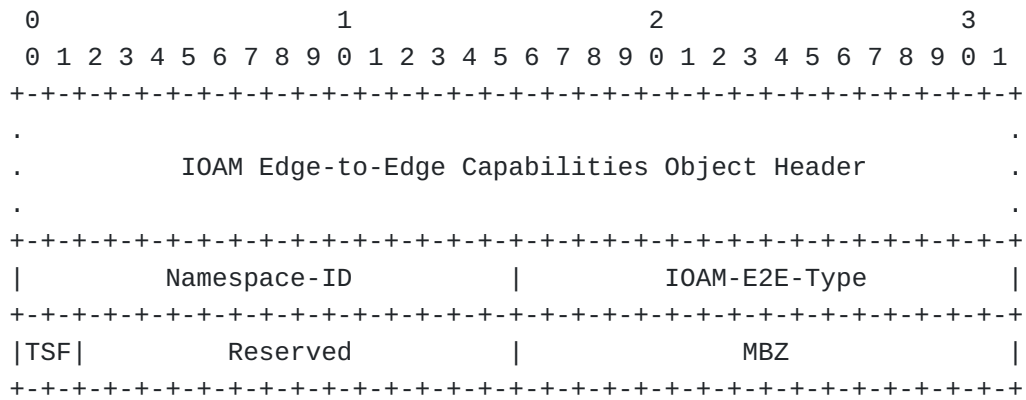 0                   1                   2                   3
 0 1 2 3 4 5 6 7 8 9 0 1 2 3 4 5 6 7 8 9 0 1 2 3 4 5 6 7 8 9 0 1
+-+-+-+-+-+-+-+-+-+-+-+-+-+-+-+-+-+-+-+-+-+-+-+-+-+-+-+-+-+-+-+-+
.                                                               .
.          IOAM Edge-to-Edge Capabilities Object Header         .
.                                                               .
+-+-+-+-+-+-+-+-+-+-+-+-+-+-+-+-+-+-+-+-+-+-+-+-+-+-+-+-+-+-+-+-+
|         Namespace-ID          |         IOAM-E2E-Type         |
+-+-+-+-+-+-+-+-+-+-+-+-+-+-+-+-+-+-+-+-+-+-+-+-+-+-+-+-+-+-+-+-+
|TSF|         Reserved          |              MBZ              |
+-+-+-+-+-+-+-+-+-+-+-+-+-+-+-+-+-+-+-+-+-+-+-+-+-+-+-+-+-+-+-+-+